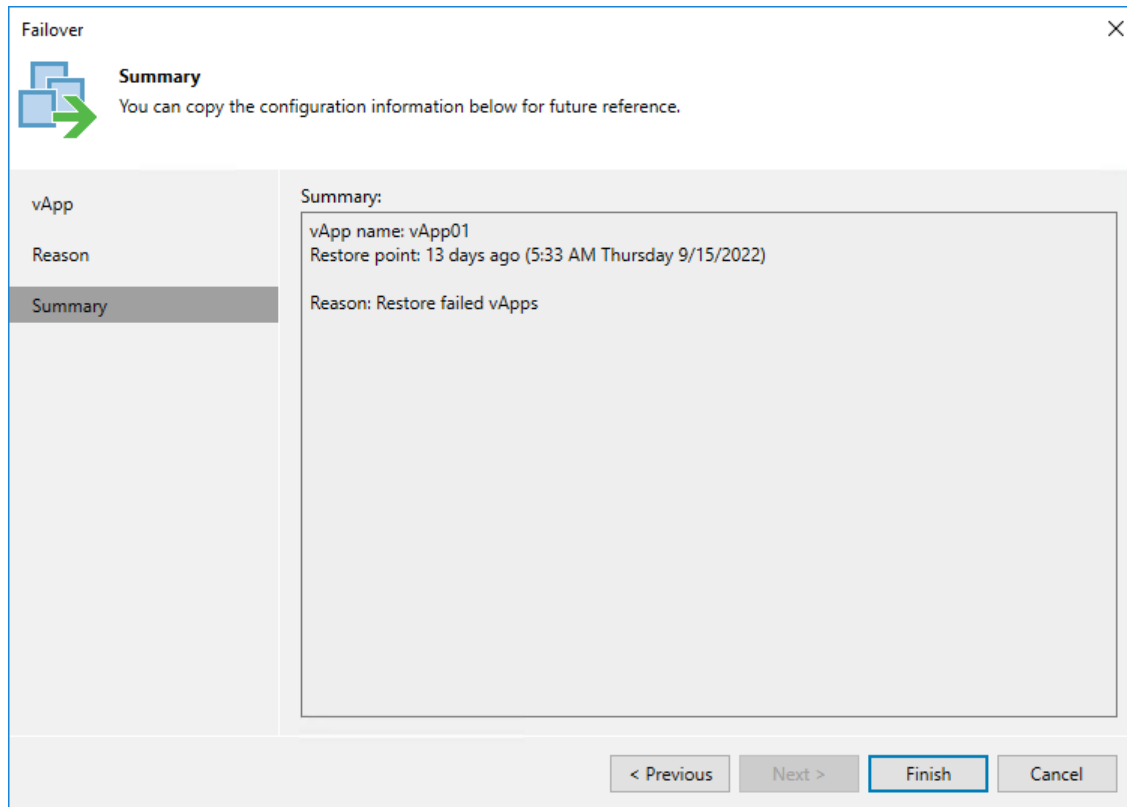 Failover
Summary
You can copy the configuration information below for future reference.
vApp
Reason
Summary
Summary:
vApp name: vApp01
Restore point: 13 days ago (5:33 AM Thursday 9/15/2022)
Reason: Restore failed vApps
< Previous
Next >
Finish
Cancel